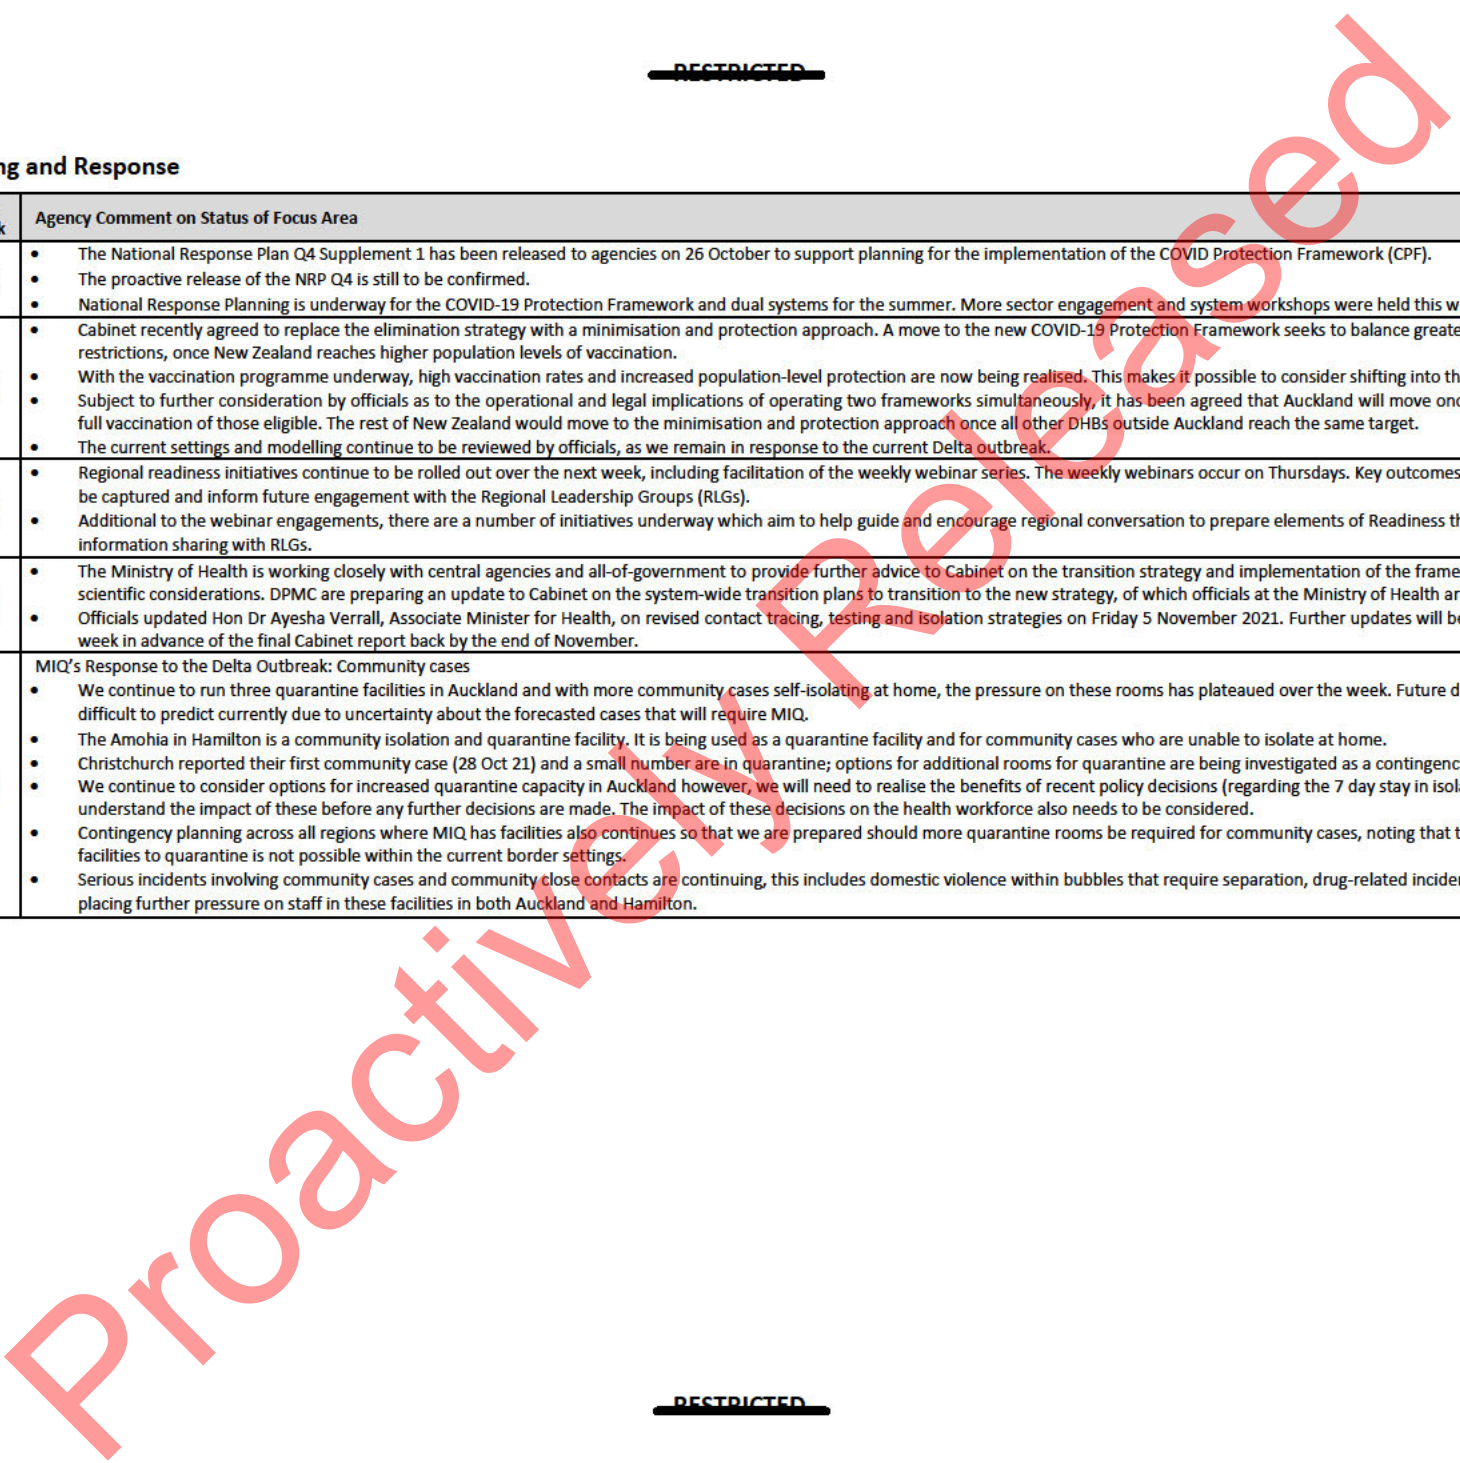 RESTRICTED
ng and Response
k
Agency Comment on Status of Focus Area
• The National Response Plan Q4 Supplement 1 has been released to agencies on 26 October to support planning for the implementation of the COVID Protection Framework (CPF).
• The proactive release of the NRP Q4 is still to be confirmed.
• National Response Planning is underway for the COVID-19 Protection Framework and dual systems for the summer. More sector engagement and system workshops were held this w
• Cabinet recently agreed to replace the elimination strategy with a minimisation and protection approach. A move to the new COVID-19 Protection Framework seeks to balance greate
restrictions, once New Zealand reaches higher population levels of vaccination.
• With the vaccination programme underway, high vaccination rates and increased population-level protection are now being realised. This makes it possible to consider shifting into th
• Subject to further consideration by officials as to the operational and legal implications of operating two frameworks simultaneously, it has been agreed that Auckland will move onc
full vaccination of those eligible. The rest of New Zealand would move to the minimisation and protection approach once all other DHBs outside Auckland reach the same target.
• The current settings and modelling continue to be reviewed by officials, as we remain in response to the current Delta outbreak.
• Regional readiness initiatives continue to be rolled out over the next week, including facilitation of the weekly webinar series. The weekly webinars occur on Thursdays. Key outcomes
be captured and inform future engagement with the Regional Leadership Groups (RLGs).
• Additional to the webinar engagements, there are a number of initiatives underway which aim to help guide and encourage regional conversation to prepare elements of Readiness th
information sharing with RLGs.
• The Ministry of Health is working closely with central agencies and all-of-government to provide further advice to Cabinet on the transition strategy and implementation of the frame
scientific considerations. DPMC are preparing an update to Cabinet on the system-wide transition plans to transition to the new strategy, of which officials at the Ministry of Health ar
• Officials updated Hon Dr Ayesha Verrall, Associate Minister for Health, on revised contact tracing, testing and isolation strategies on Friday 5 November 2021. Further updates will be
week in advance of the final Cabinet report back by the end of November.
MIQ's Response to the Delta Outbreak: Community cases
• We continue to run three quarantine facilities in Auckland and with more community cases self-isolating at home, the pressure on these rooms has plateaued over the week. Future d
difficult to predict currently due to uncertainty about the forecasted cases that will require MIQ.
• The Amohia in Hamilton is a community isolation and quarantine facility. It is being used as a quarantine facility and for community cases who are unable to isolate at home.
• Christchurch reported their first community case (28 Oct 21) and a small number are in quarantine; options for additional rooms for quarantine are being investigated as a contingenc
• We continue to consider options for increased quarantine capacity in Auckland however, we will need to realise the benefits of recent policy decisions (regarding the 7 day stay in isola
understand the impact of these before any further decisions are made. The impact of these decisions on the health workforce also needs to be considered.
• Contingency planning across all regions where MIQ has facilities also continues so that we are prepared should more quarantine rooms be required for community cases, noting that t
facilities to quarantine is not possible within the current border settings.
• Serious incidents involving community cases and community close contacts are continuing, this includes domestic violence within bubbles that require separation, drug-related inciden
placing further pressure on staff in these facilities in both Auckland and Hamilton.
Proactively Released
RESTRICTED